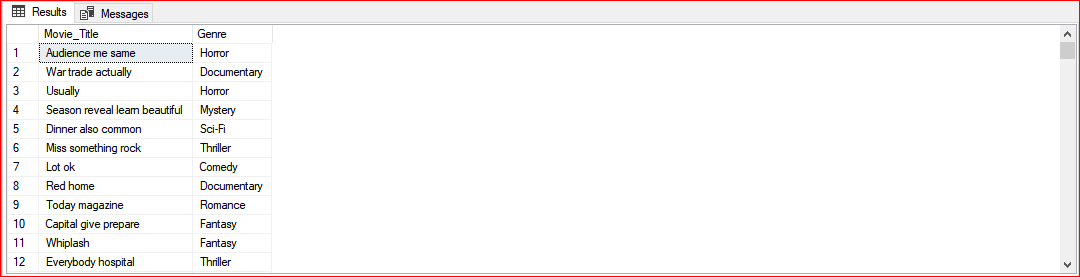 Results Messages
Movie_Title Genre
1 Audience me same Horror
2 War trade actually Documentary
3 Usually Horror
4 Season reveal learn beautiful Mystery
5 Dinner also common Sci-Fi
6 Miss something rock Thriller
7 Lot ok Comedy
8 Red home Documentary
9 Today magazine Romance
10 Capital give prepare Fantasy
11 Whiplash Fantasy
12 Everybody hospital Thriller